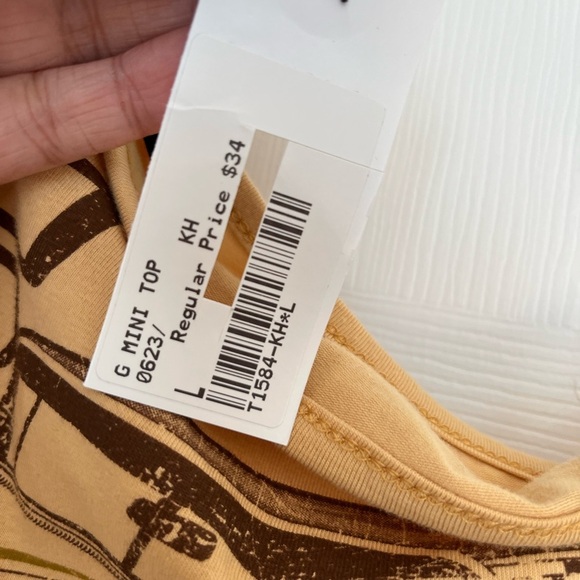 G MINI TOP KH
0623/
Regular Price $34
L
T1584-KH*L